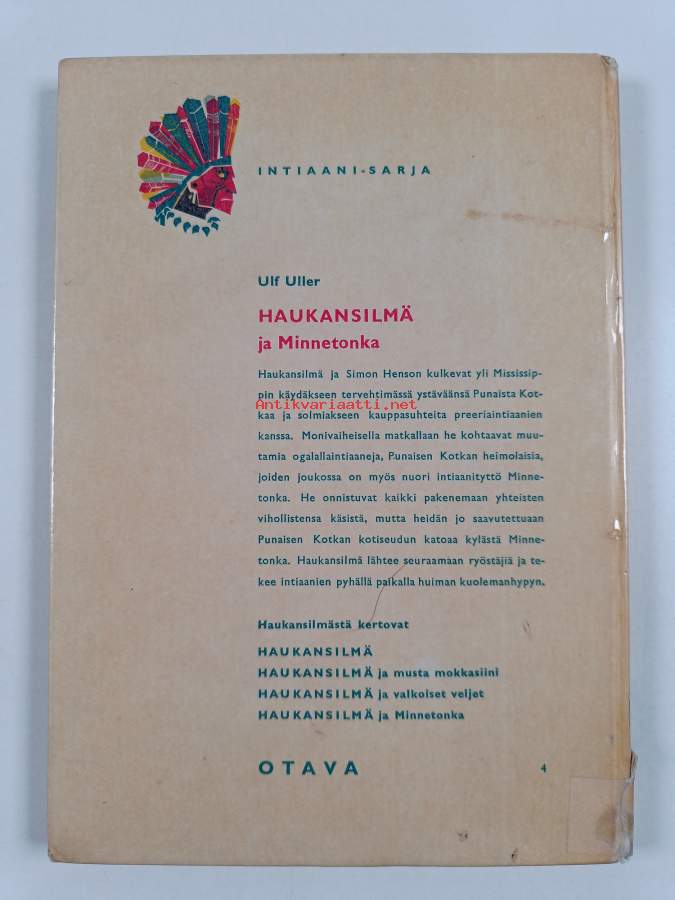 INTIAANI-SARJA
Ulf Uller
HAUKANSILMÄ
ja Minnetonka
Haukansilmä ja Simon Henson kulkevat yli Mississip-
pin käydäkseen tervehtimässä ystäväänsä Punaista Kot-
Antikvariaatti.net
kaa ja solmiakseen kauppasuhteita preeriaintiaanien
kanssa. Monivaiheisella matkallaan he kohtaavat muu-
tamia ogalallaintiaaneja, Punaisen Kotkan heimolaisia,
joiden joukossa on myös nuori intiaanityttö Minne-
tonka. He onnistuvat kaikki pakenemaan yhteisten
vihollistensa käsistä, mutta heidän jo saavutettuaan
Punaisen Kotkan kotiseudun katoaa kylästä Minne-
tonka. Haukansilmä lähtee seuraamaan ryöstäjiä ja te-
kee intiaanien pyhällä paikalla huiman kuolemanhypyn.
Haukansilmästä kertovat
HAUKANSILMÄ
HAUKANSILMÄ ja musta mokkasiini
HAUKANSILMÄ ja valkoiset veljet
HAUKANSILMÄ ja Minnetonka
OTAVA 4